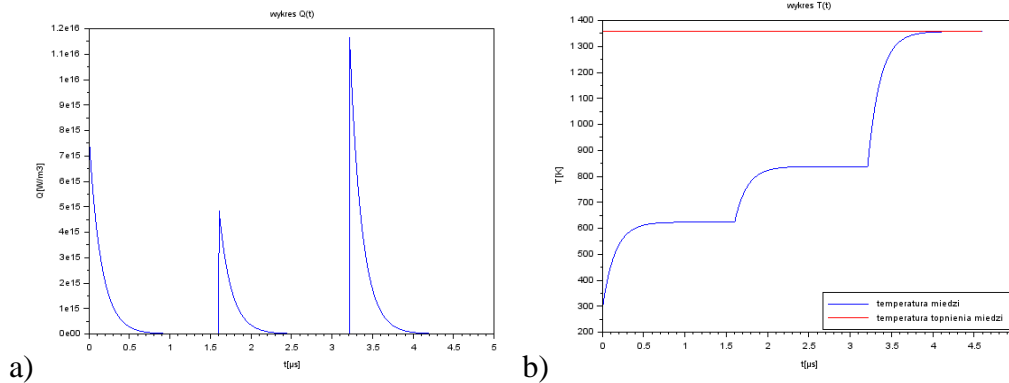 wykres Q(t)
1.2e16
1.1e16
1e16
9e15
8e15
7e15
6e15
5e15
4e15
3e15
2e15
1e15
0e00
Q[W/m3]
0 0.5 1 1.5 2 2.5 3 3.5 4 4.5 5
t[µs]
a)
wykres T(t)
1 400
1 300
1 200
1 100
1 000
900
800
700
600
500
400
300
200
T[K]
0 0.5 1 1.5 2 2.5 3 3.5 4 4.5
t[µs]
temperatura miedzi
temperatura topnienia miedzi
b)